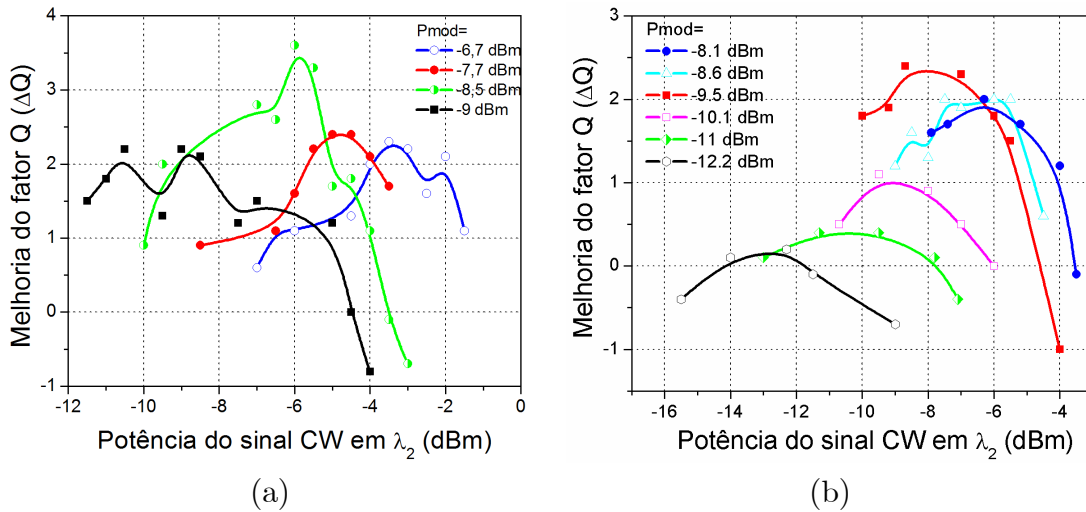 (a)
Pmod=
-6,7 dBm
-7,7 dBm
-8,5 dBm
-9 dBm
Melhoria do fator Q (ΔQ)
4
3
2
1
0
-1
-12 -10 -8 -6 -4 -2 0
Potência do sinal CW em λ2 (dBm)
(b)
Pmod=
-8.1 dBm
-8.6 dBm
-9.5 dBm
-10.1 dBm
-11 dBm
-12.2 dBm
Melhoria do fator Q (ΔQ)
3
2
1
0
-1
-16 -14 -12 -10 -8 -6 -4
Potência do sinal CW em λ2 (dBm)
(a)
(b)